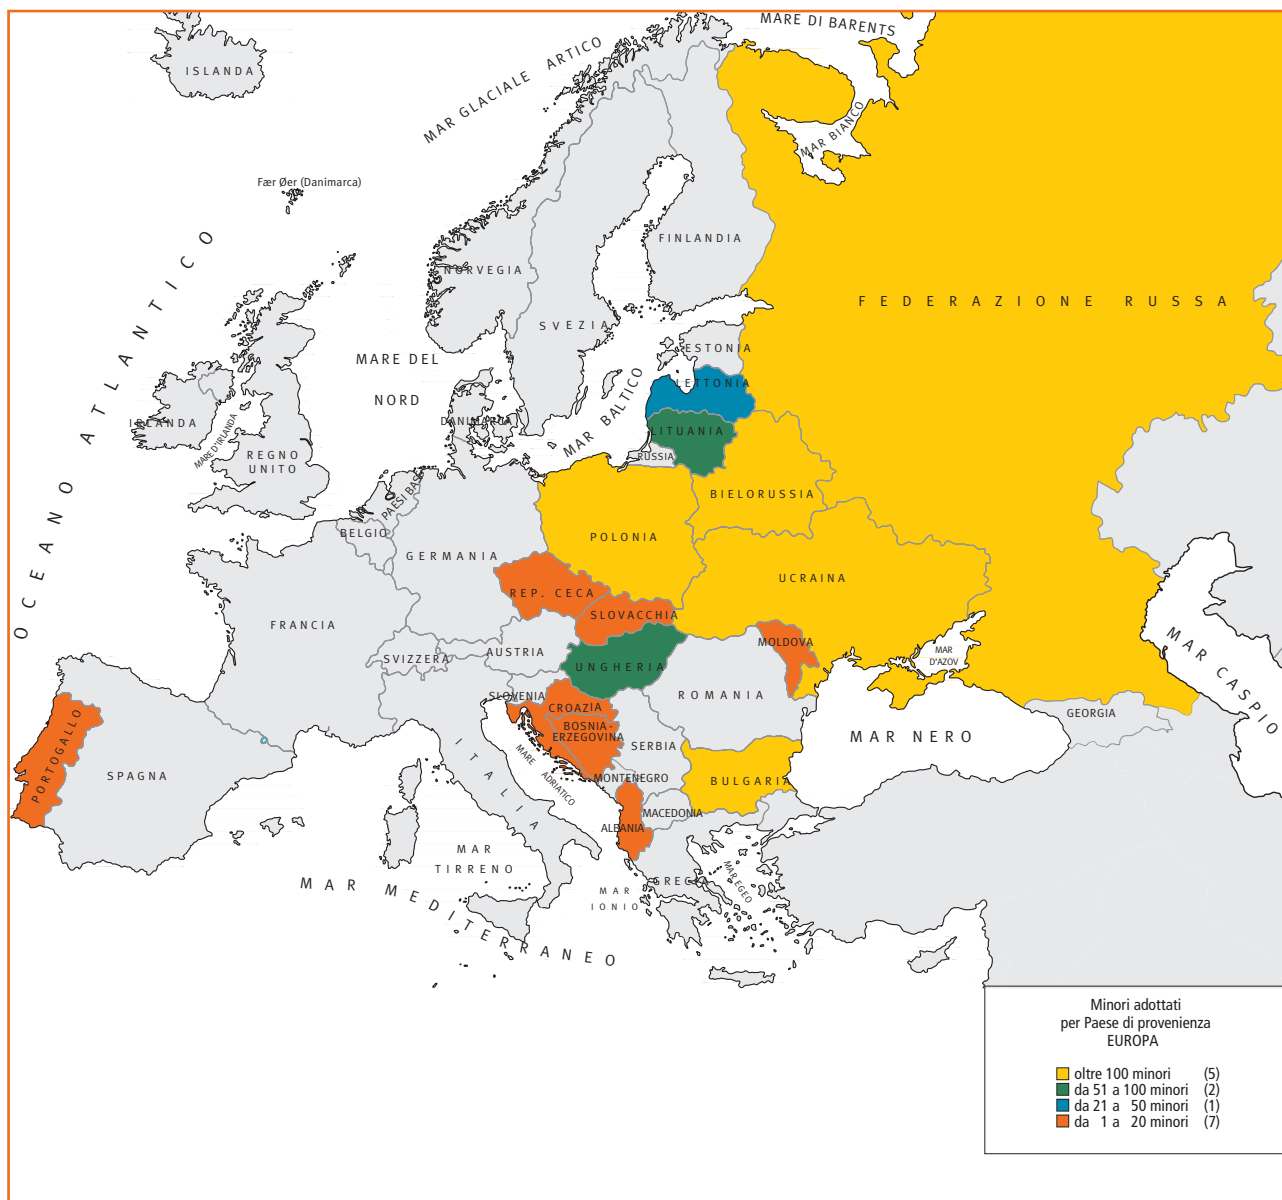 MARE DI BARENTS
ISLANDA
MAR GLACIALE ARTICO
MAR BIANCO
Fær Øer (Danimarca)
FINLANDIA
NORVEGIA
OCEANO ATLANTICO
FEDERAZIONE RUSSA
SVEZIA
ESTONIA
MARE DEL
NORD
LETTONIA
MAR BALTICO
DANIMARCA
IRLANDA
MARE D'IRLANDA
LITUANIA
REGNO
UNITO
RUSSIA
PAESI BASSI
BIELORUSSIA
BELGIO
POLONIA
GERMANIA
UCRAINA
REP. CECA
SLOVACCHIA
FRANCIA
MOLDOVA
AUSTRIA
SVIZZERA
UNGHERIA
MAR
D'AZOV
MAR CASPIO
SLOVENIA
ROMANIA
CROAZIA
GEORGIA
BOSNIA-
ERZEGOVINA
MAR NERO
SERBIA
PORTOGALLO
SPAGNA
ITALIA
MARE ADRIATICO
MONTENEGRO
BULGARIA
MACEDONIA
ALBANIA
MAR
TIRRENO
GRECIA
MAR EGEO
MAR
IONIO
MAR MEDITERRANEO
Minori adottati
per Paese di provenienza
EUROPA
oltre 100 minori (5)
da 51 a 100 minori (2)
da 21 a 50 minori (1)
da 1 a 20 minori (7)